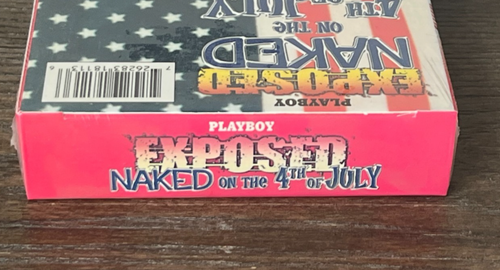 PLAYBOY
EXPOSED
NAKED
ON THE
4TH OF JULY
PLAYBOY
EXPOSED
NAKED ON THE 4TH OF JULY